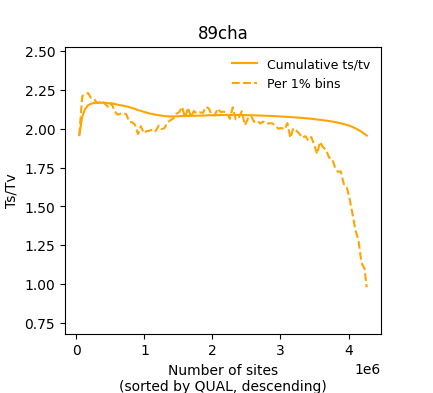 89cha
2.50
2.25
2.00
1.75
1.50
1.25
1.00
0.75
Ts/Tv
Cumulative ts/tv
Per 1% bins
0 1 2 3 4
1e6
Number of sites
(sorted by QUAL, descending)